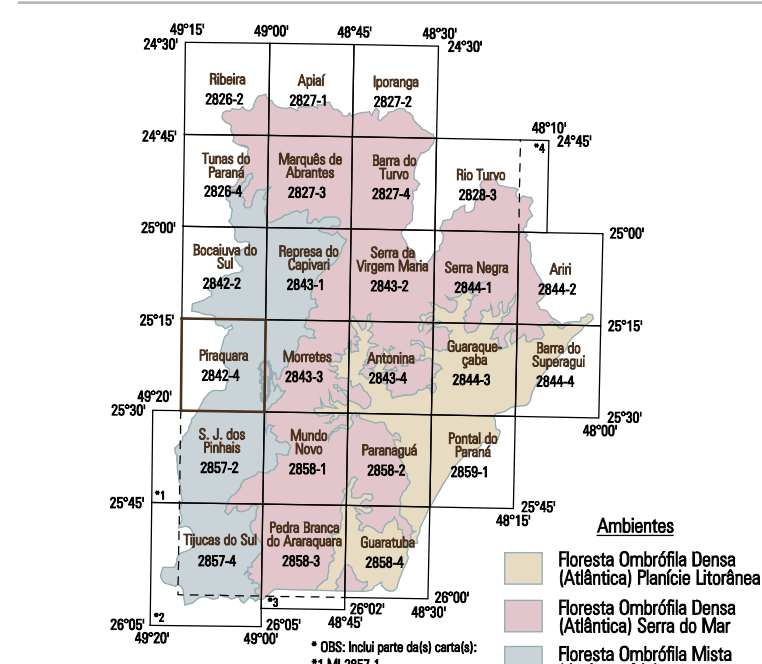 49°15' 49°00' 48°45' 48°30'
24°30' 24°30'
Ribeira
2826-2
Apiaí
2827-1
Iporanga
2827-2
48°10'
24°45' *4 24°45'
Tunas do
Paraná
2826-4
Marquês de
Abrantes
2827-3
Barra do
Turvo
2827-4
Rio Turvo
2828-3
25°00' 25°00'
Bocaiuva do
Sul
2842-2
Represa do
Capivari
2843-1
Serra da
Virgem Maria
2843-2
Serra Negra
2844-1
Ariri
2844-2
25°15' 25°15'
Piraquara
2842-4
Morretes
2843-3
Antonina
2843-4
Guaraque-
çaba
2844-3
Barra do
Superagui
2844-4
49°20'
25°30' 25°30'
48°00'
S. J. dos
Pinhais
2857-2
Mundo
Novo
2858-1
Paranaguá
2858-2
Pontal do
Paraná
2859-1
25°45' *1 25°45'
48°15'
Tijucas do Sul
2857-4
Pedra Branca
do Araraquara
2858-3
Guaratuba
2858-4
26°00'
*3 26°02' 48°30'
*2 26°05' 48°45'
26°05'
49°20' 49°00'
* OBS: Inclui parte da(s) carta(s):
*1 MI 2857-1
Ambientes
Floresta Ombrófila Densa
(Atlântica) Planície Litorânea
Floresta Ombrófila Densa
(Atlântica) Serra do Mar
Floresta Ombrófila Mista